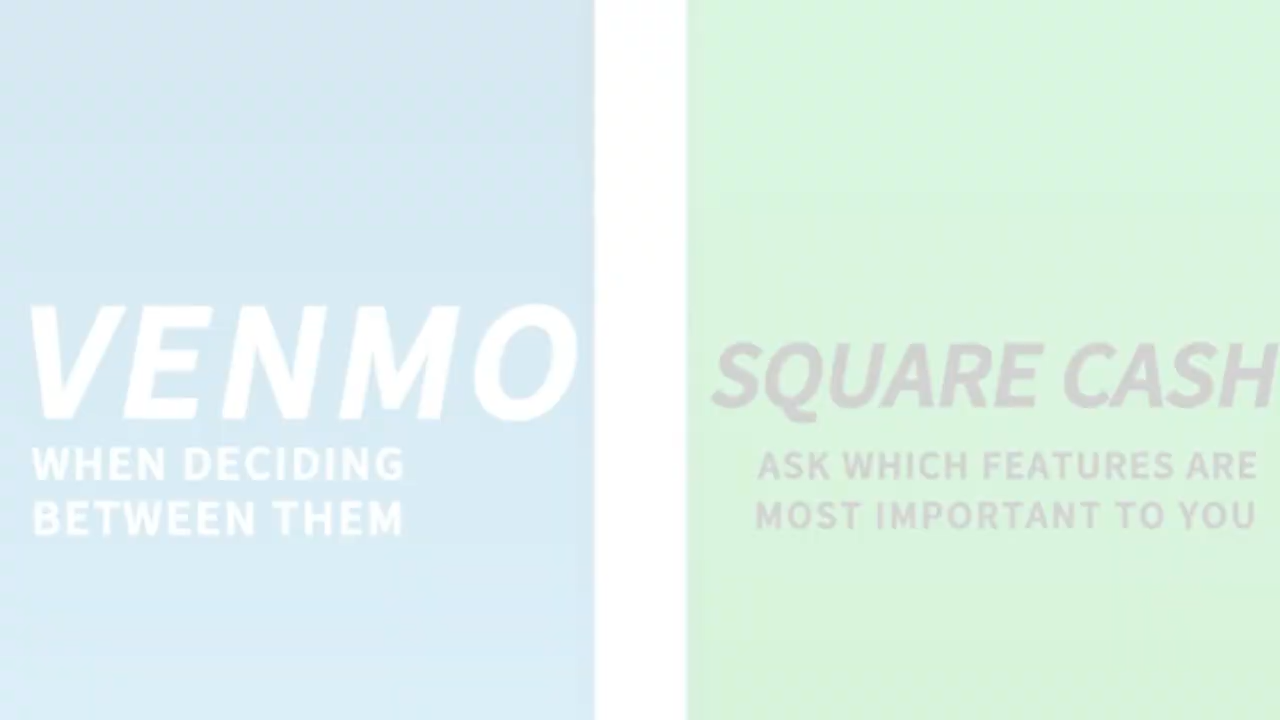 VENMO
WHEN DECIDING
BETWEEN THEM
SQUARE CASH
ASK WHICH FEATURES ARE
MOST IMPORTANT TO YOU